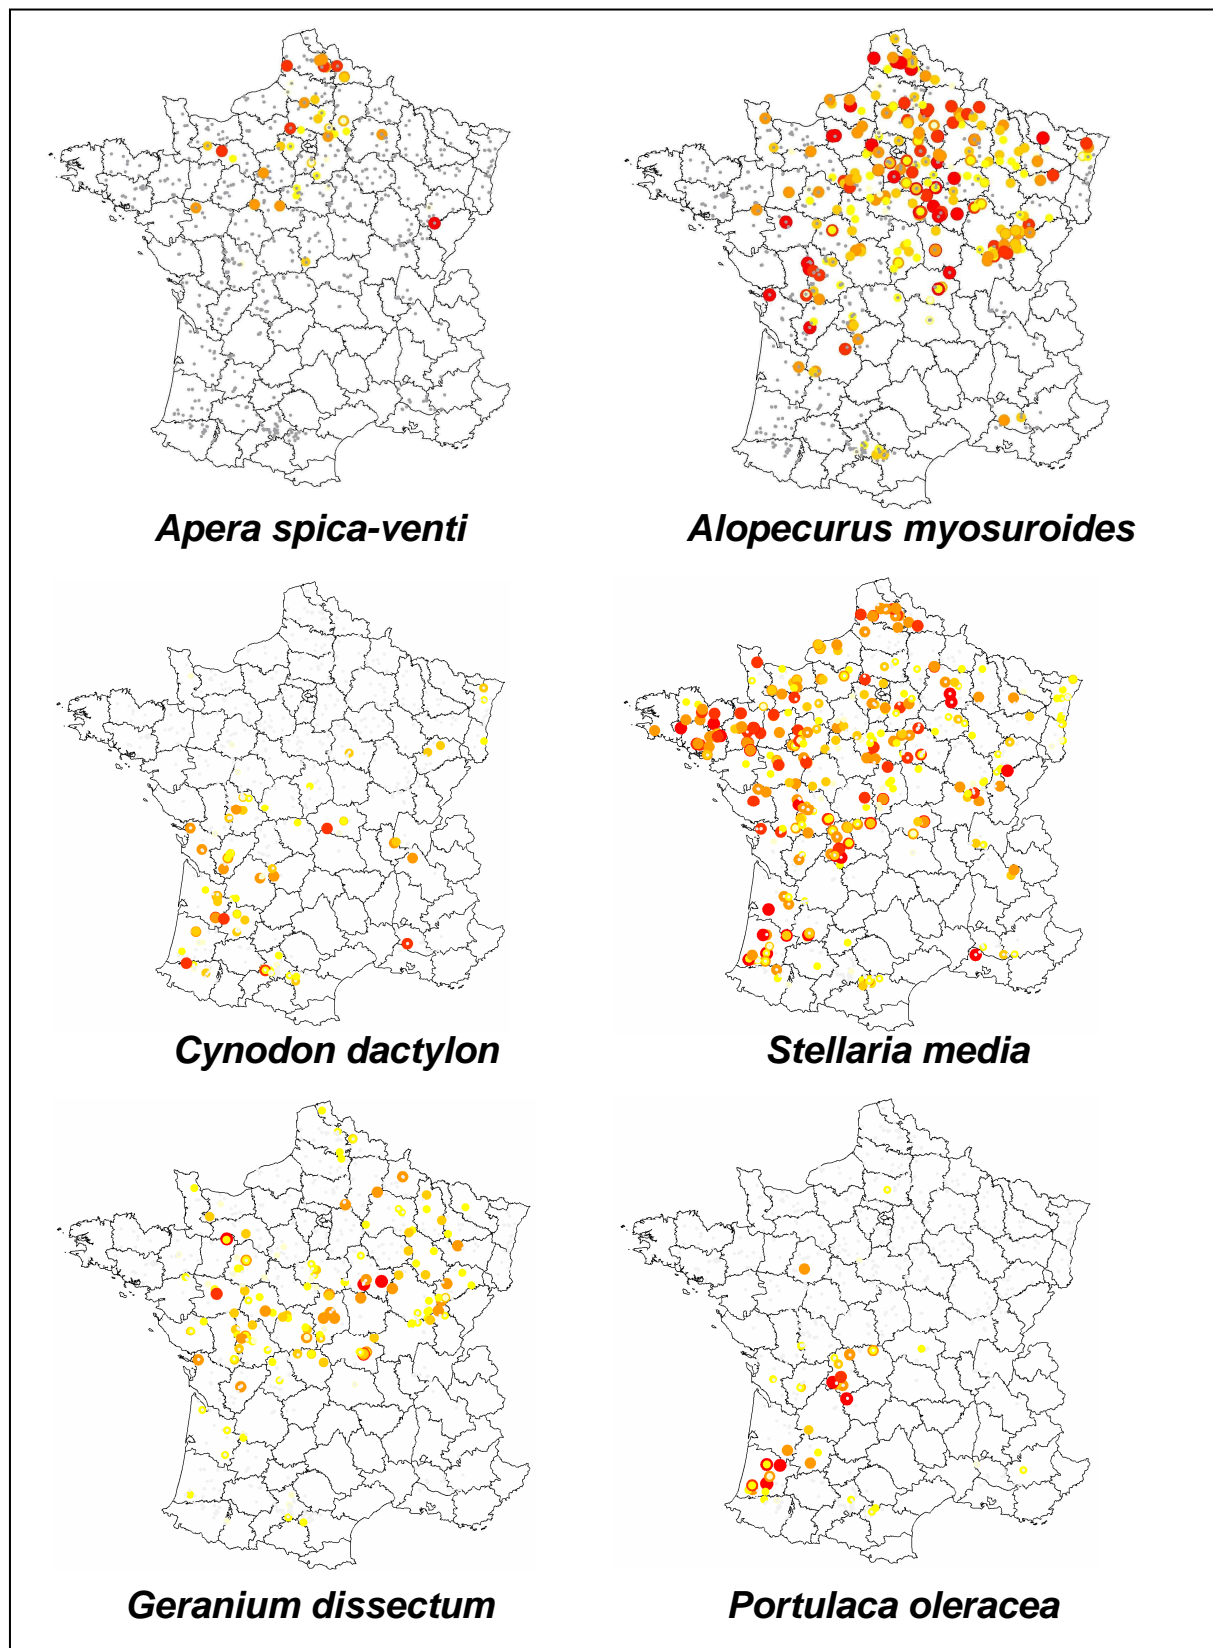 Apera spica-venti
Alopecurus myosuroides
Cynodon dactylon
Stellaria media
Geranium dissectum
Portulaca oleracea